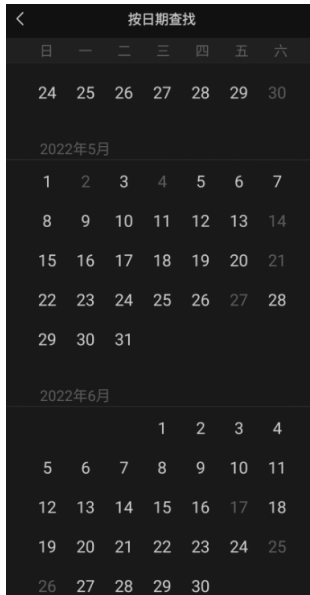 按日期查找
日 一 二 三 四 五 六
24 25 26 27 28 29 30
2022年5月
1 2 3 4 5 6 7
8 9 10 11 12 13 14
15 16 17 18 19 20 21
22 23 24 25 26 27 28
29 30 31
2022年6月
1 2 3 4
5 6 7 8 9 10 11
12 13 14 15 16 17 18
19 20 21 22 23 24 25
26 27 28 29 30